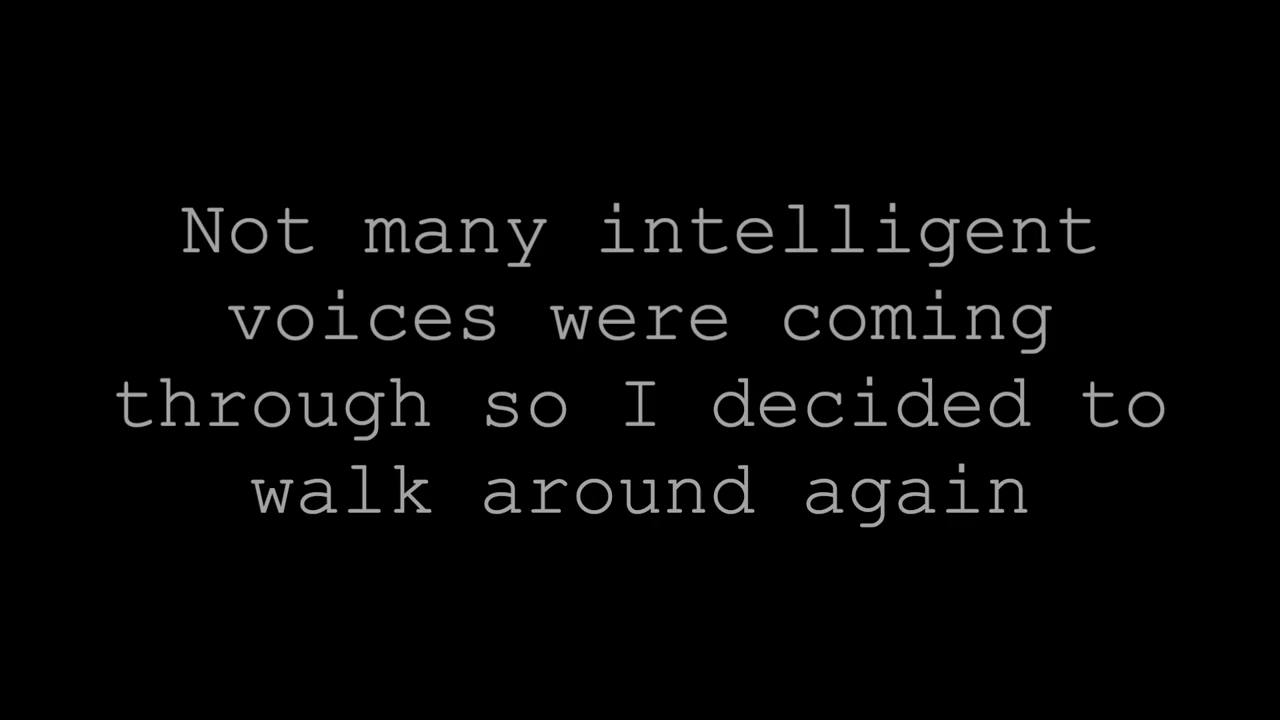 Not many intelligent
voices were coming
through so I decided to
walk around again